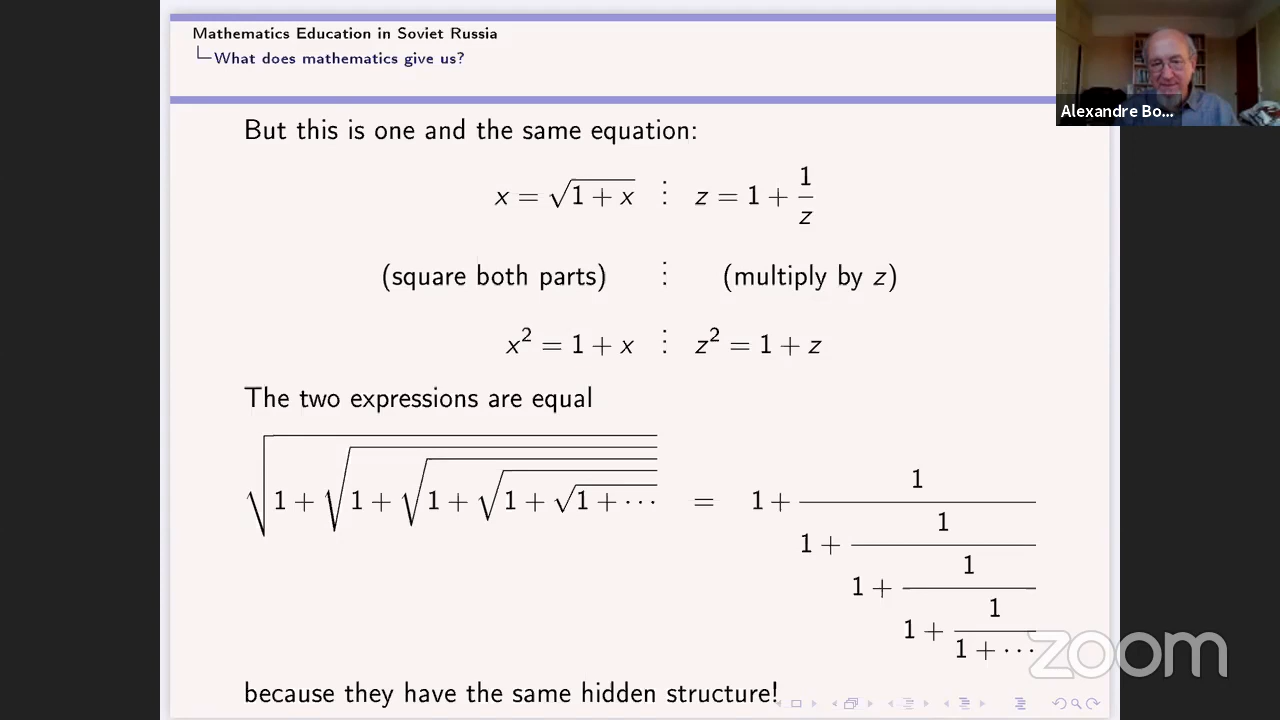 Mathematics Education in Soviet Russia
What does mathematics give us?
Alexandre Bo...
But this is one and the same equation:
x = √(1 + x) ⋮ z = 1 + 1/z
(square both parts) ⋮ (multiply by z)
x² = 1 + x ⋮ z² = 1 + z
The two expressions are equal
√(1 + √(1 + √(1 + √(1 + √(1 + ⋯))))) = 1 + 1/(1 + 1/(1 + 1/(1 + 1/(1 + ⋯))))
because they have the same hidden structure!
zoom